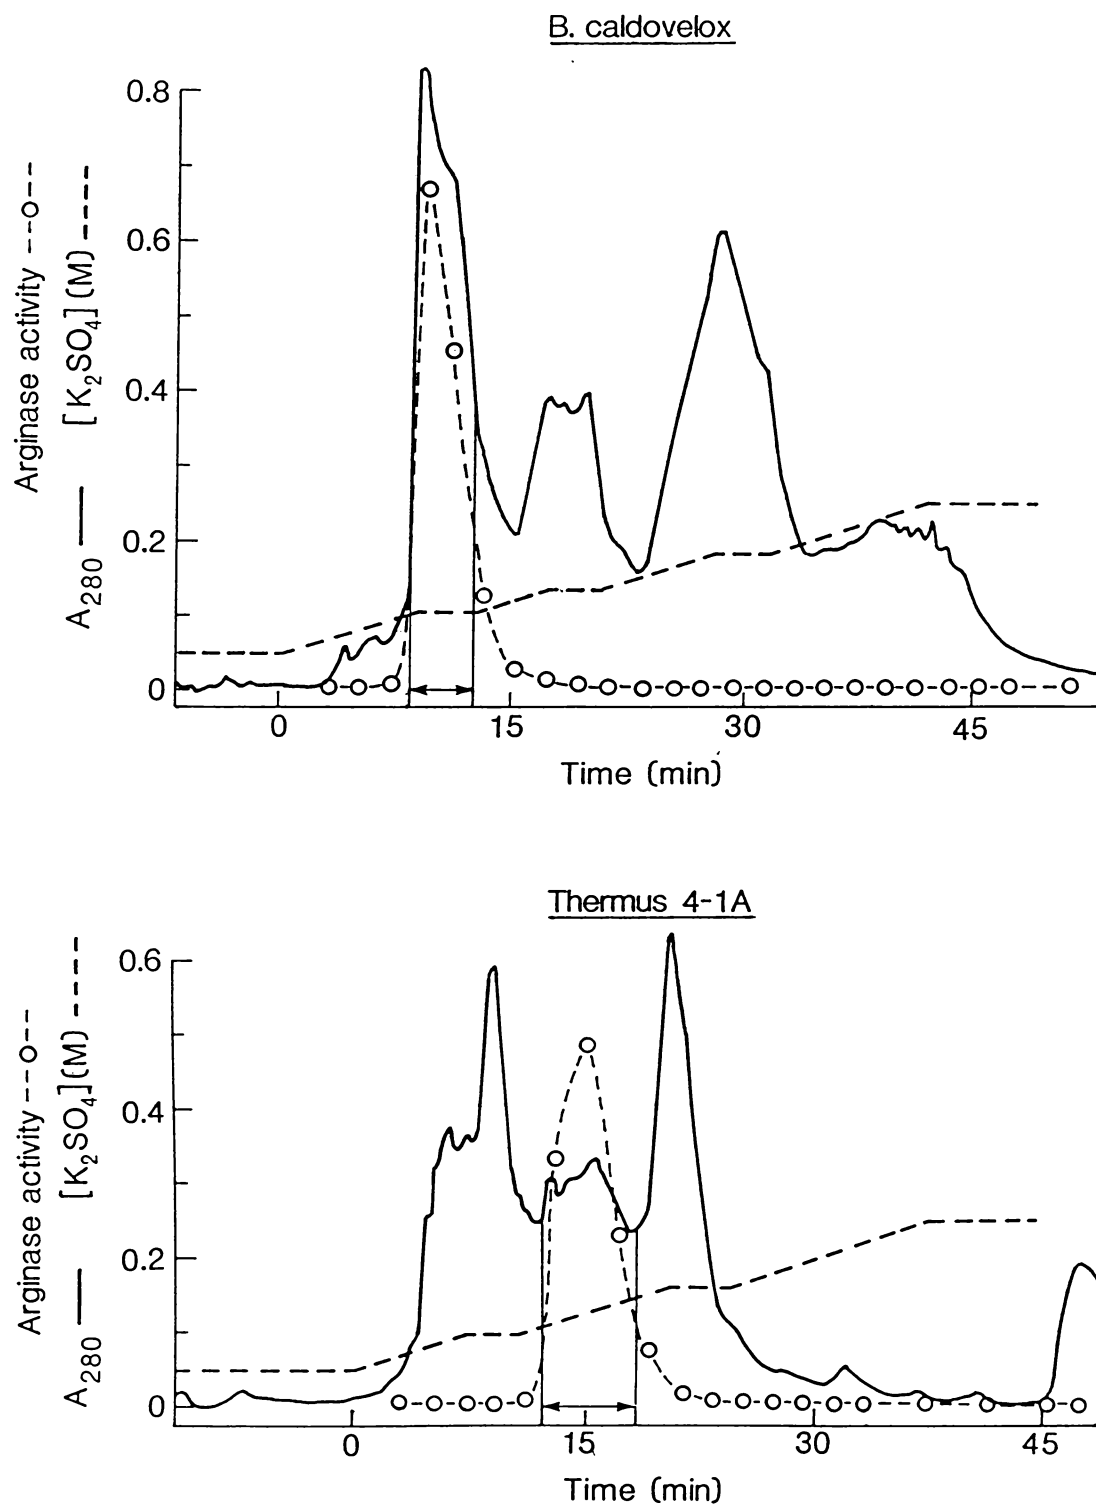 B. caldovelox
0.8
0.6
0.4
0.2
0
Arginase activity --o--
[K₂SO₄](M) ----
A₂₈₀ ——
0
15
30
45
Time (min)
Thermus 4-1A
0.6
0.4
0.2
0
Arginase activity --o--
[K₂SO₄](M) ----
A₂₈₀ ——
0
15
30
45
Time (min)